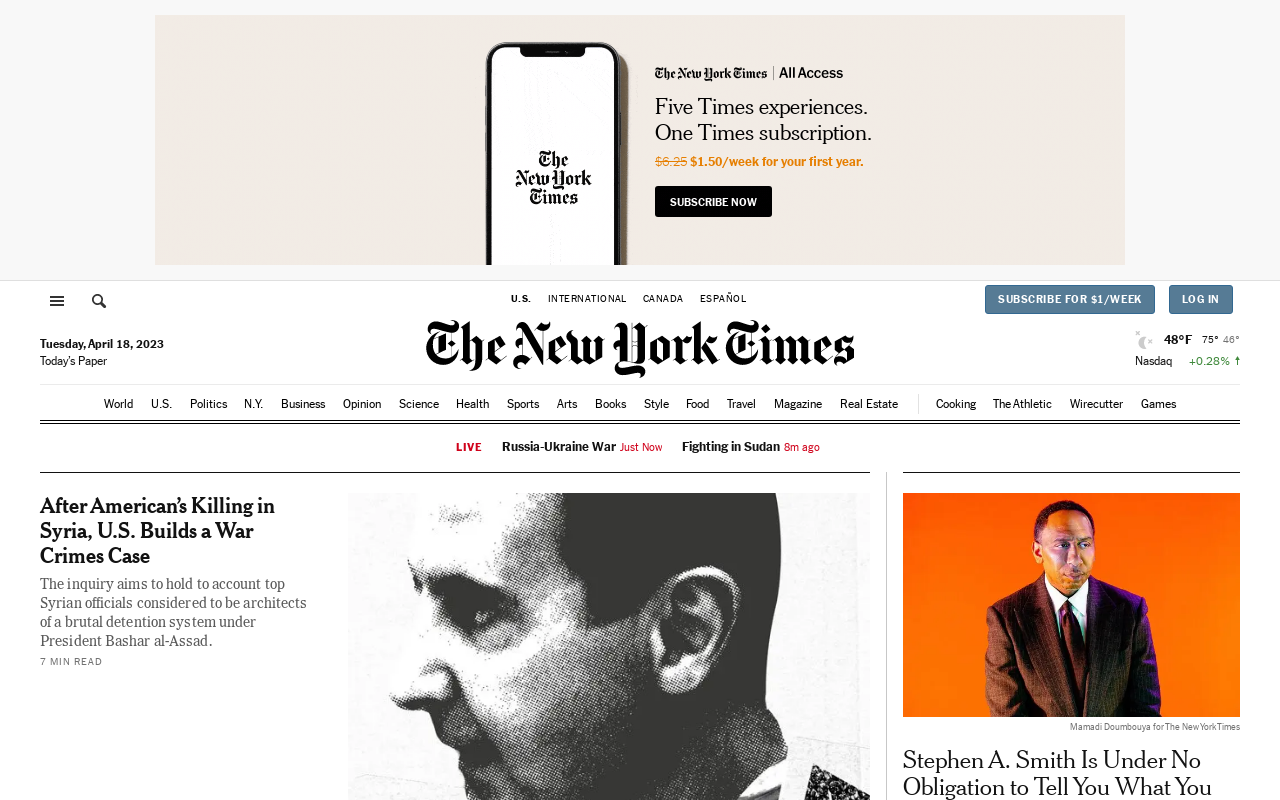 The New York Times | All Access
Five Times experiences.
One Times subscription.
$6.25 $1.50/week for your first year.
SUBSCRIBE NOW
The
New York
Times
U.S. INTERNATIONAL CANADA ESPAÑOL
SUBSCRIBE FOR $1/WEEK LOG IN
The New York Times
Tuesday, April 18, 2023
Today's Paper
48°F 75° 46°
Nasdaq +0.28% ↑
World U.S. Politics N.Y. Business Opinion Science Health Sports Arts Books Style Food Travel Magazine Real Estate Cooking The Athletic Wirecutter Games
LIVE Russia-Ukraine War Just Now Fighting in Sudan 8m ago
After American's Killing in
Syria, U.S. Builds a War
Crimes Case
The inquiry aims to hold to account top
Syrian officials considered to be architects
of a brutal detention system under
President Bashar al-Assad.
7 MIN READ
Mamadi Doumbouya for The New York Times
Stephen A. Smith Is Under No
Obligation to Tell You What You